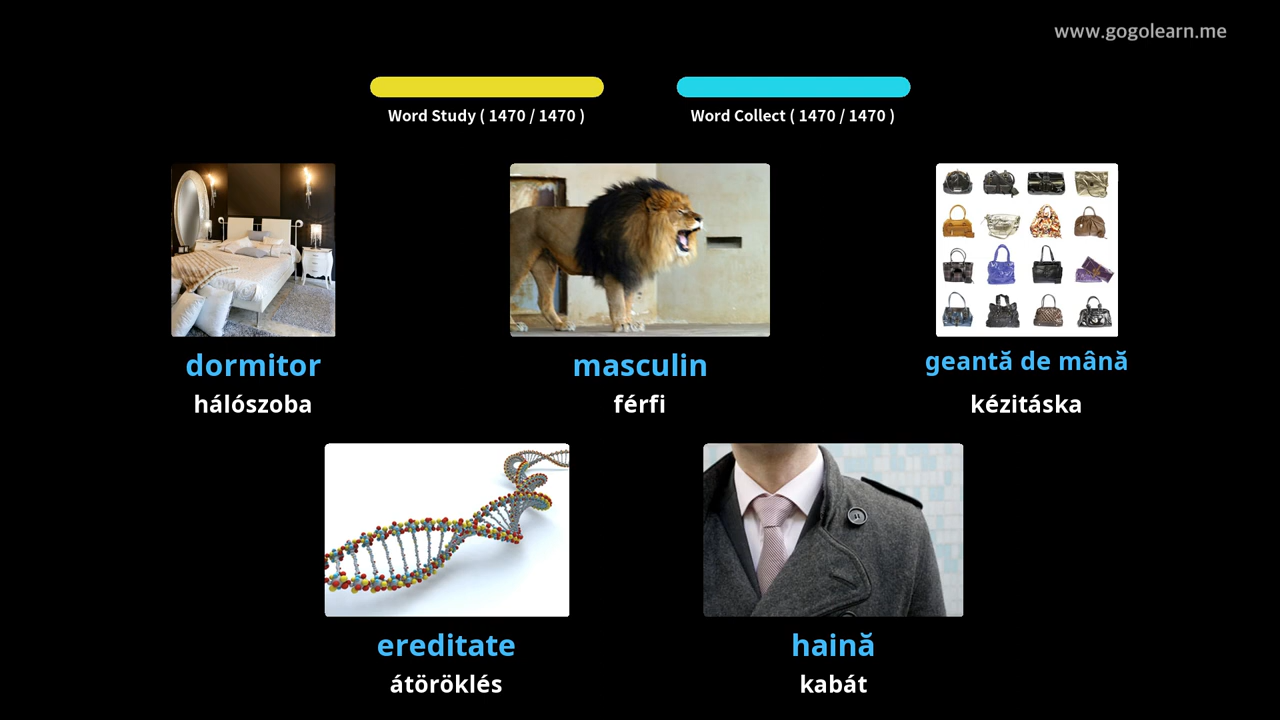 www.gogolearn.me
Word Study ( 1470 / 1470 )
Word Collect ( 1470 / 1470 )
dormitor
hálószoba
masculin
férfi
geantă de mână
kézitáska
ereditate
átöröklés
haină
kabát